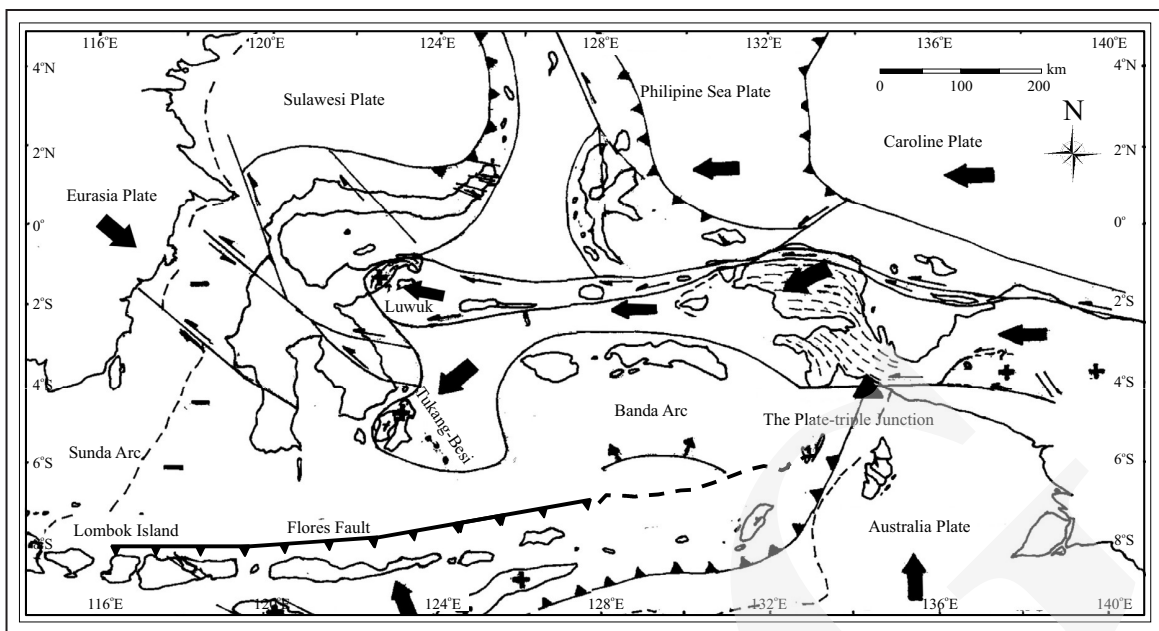 116°E 120°E 124°E 128°E 132°E 136°E 140°E
4°N
4°N
km
0 100 200
Sulawesi Plate
Philipine Sea Plate
Caroline Plate
N
2°N
2°N
Eurasia Plate
0°
0°
2°S
2°S
Luwuk
4°S
4°S
Tukang-Besi
Banda Arc
The Plate-triple Junction
Sunda Arc
6°S
6°S
Lombok Island
Flores Fault
Australia Plate
8°S
8°S
116°E 120°E 124°E 128°E 132°E 136°E 140°E